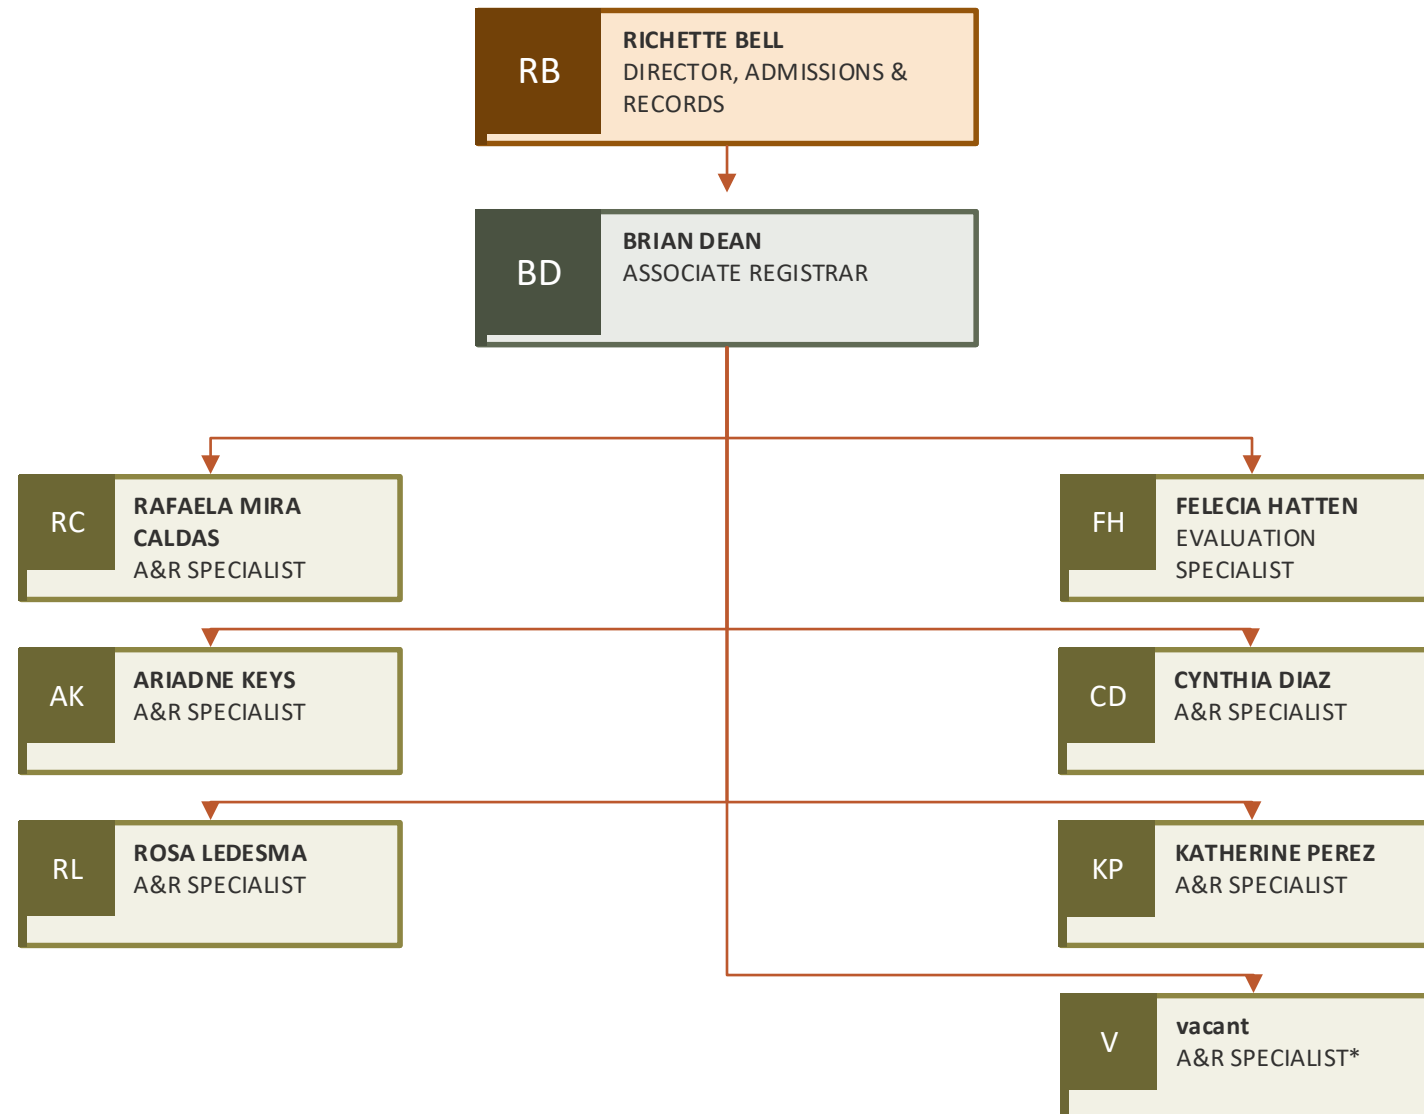 RB
RICHETTE BELL
DIRECTOR, ADMISSIONS &
RECORDS
BD
BRIAN DEAN
ASSOCIATE REGISTRAR
RC
RAFAELA MIRA
CALDAS
A&R SPECIALIST
FH
FELECIA HATTEN
EVALUATION
SPECIALIST
AK
ARIADNE KEYS
A&R SPECIALIST
CD
CYNTHIA DIAZ
A&R SPECIALIST
RL
ROSA LEDESMA
A&R SPECIALIST
KP
KATHERINE PEREZ
A&R SPECIALIST
V
vacant
A&R SPECIALIST*